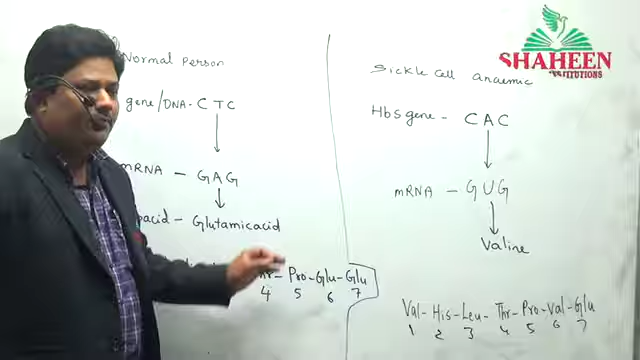 Normal Person
gene/DNA - CTC
mRNA - GAG
acid - Glutamicacid
Thr - Pro - Glu - Glu
4 5 6 7
SHAHEEN
INSTITUTIONS
Sickle Cell anaemic
Hbs gene - CAC
mRNA - GUG
Valine
Val - His - Leu - Thr - Pro - Val - Glu
1 2 3 4 5 6 7